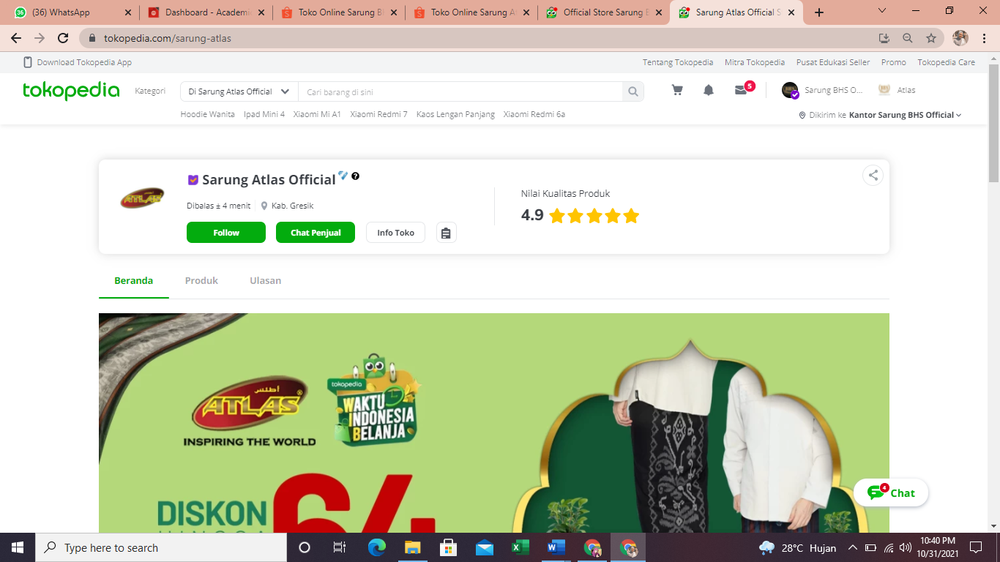 (36) WhatsApp
Dashboard - Academi
Toko Online Sarung B
Toko Online Sarung A
Official Store Sarung B
Sarung Atlas Official S
tokopedia.com/sarung-atlas
Download Tokopedia App
Tentang Tokopedia Mitra Tokopedia Pusat Edukasi Seller Promo Tokopedia Care
tokopedia Kategori Di Sarung Atlas Official Cari barang di sini 5 Sarung BHS O... Atlas
Hoodie Wanita Ipad Mini 4 Xiaomi Mi A1 Xiaomi Redmi 7 Kaos Lengan Panjang Xiaomi Redmi 6a
Dikirim ke Kantor Sarung BHS Official
ATLAS
Sarung Atlas Official
Dibalas ± 4 menit Kab. Gresik
Follow Chat Penjual Info Toko
Nilai Kualitas Produk
4.9
Beranda Produk Ulasan
أطلس
ATLAS®
INSPIRING THE WORLD
tokopedia
WAKTU
INDONESIA
BELANJA
DISKON
64
4
Chat
Type here to search
28°C Hujan
10:40 PM
10/31/2021